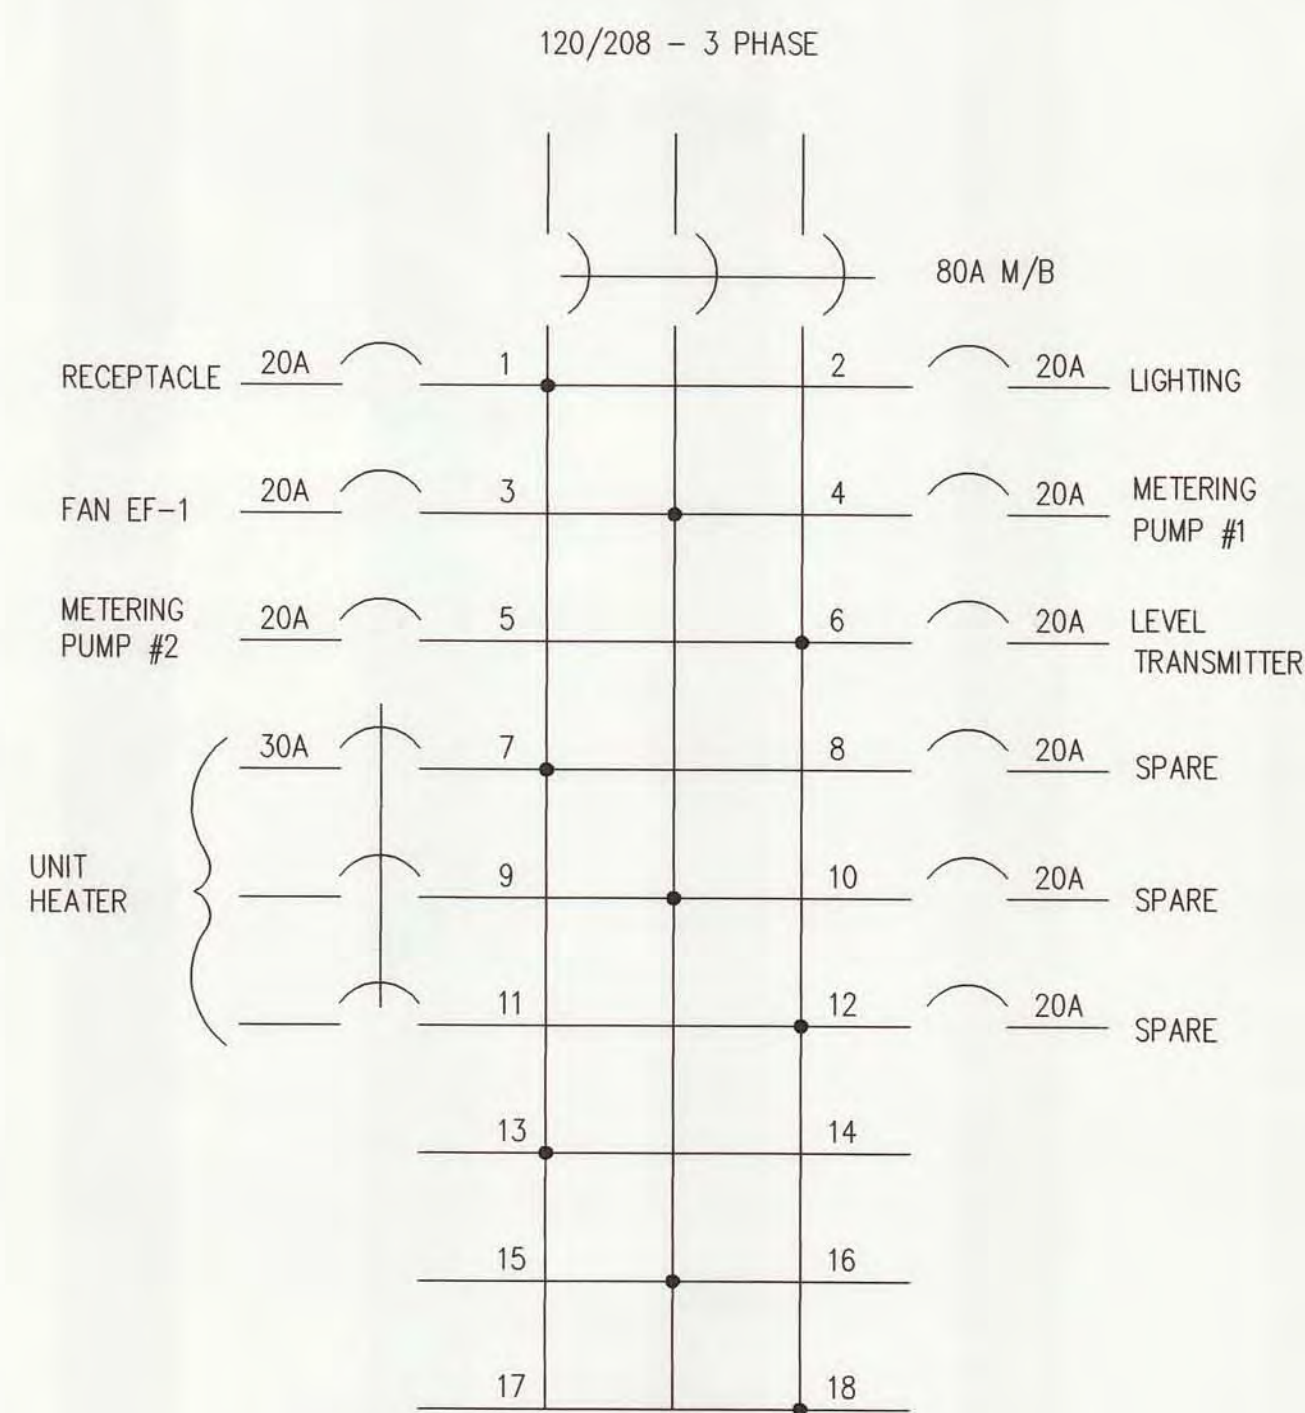 120/208 - 3 PHASE
80A M/B
RECEPTACLE 20A 1 2 20A LIGHTING
FAN EF-1 20A 3 4 20A METERING
PUMP #1
METERING
PUMP #2 20A 5 6 20A LEVEL
TRANSMITTER
30A 7 8 20A SPARE
UNIT
HEATER 9 10 20A SPARE
11 12 20A SPARE
13 14
15 16
17 18